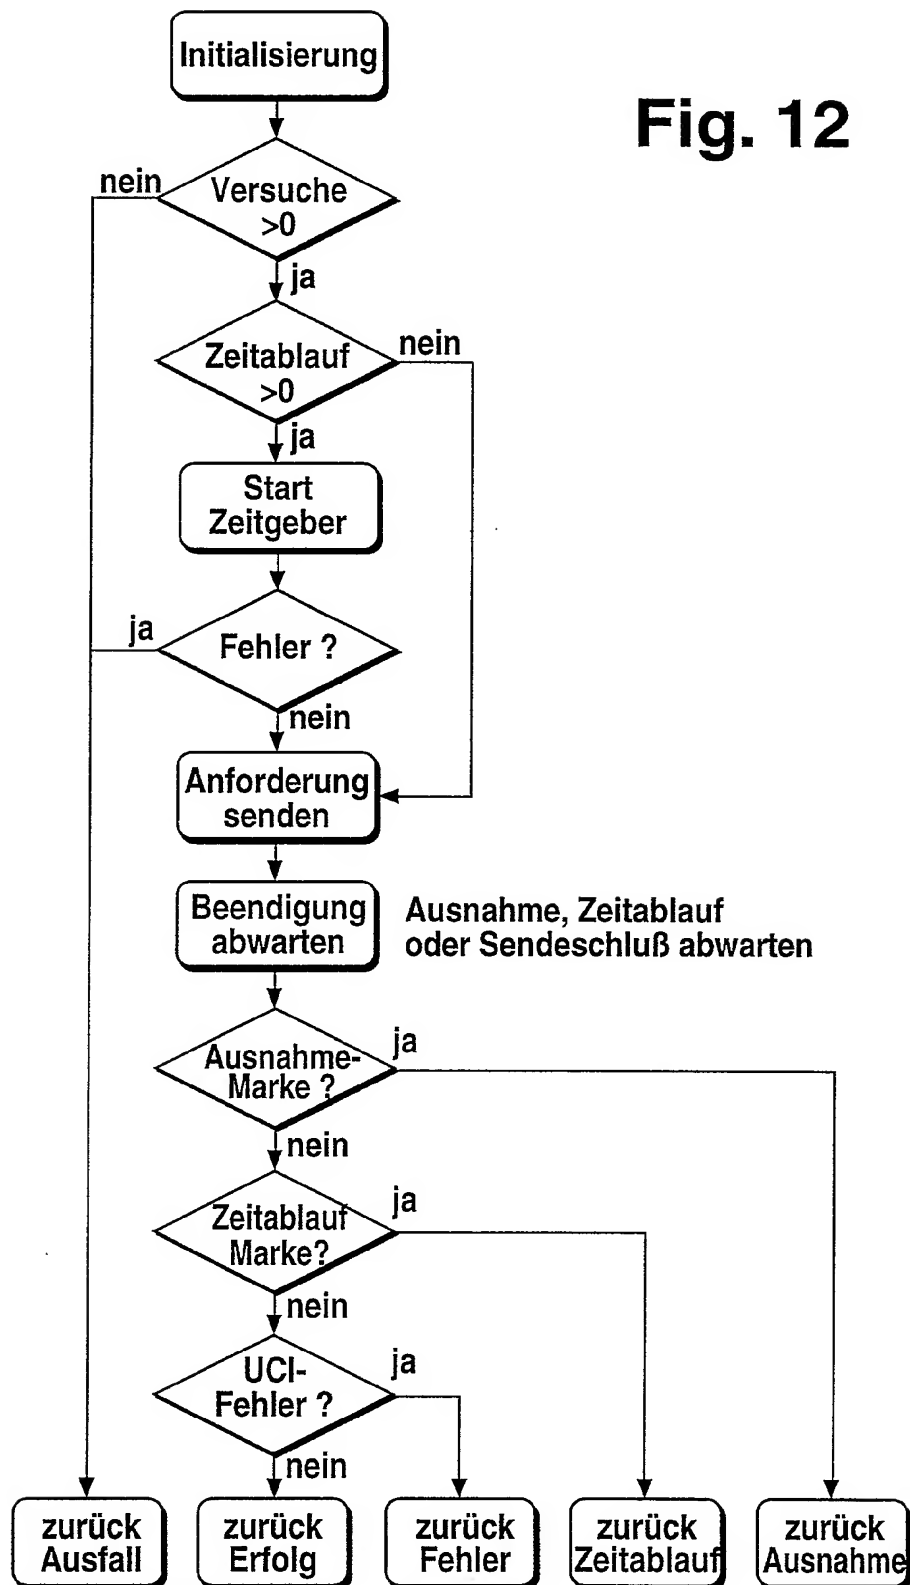 Initialisierung
Fig. 12
nein
Versuche
>0
ja
Zeitablauf
>0
nein
ja
Start
Zeitgeber
ja
Fehler ?
nein
Anforderung
senden
Beendigung
abwarten
Ausnahme, Zeitablauf
oder Sendeschluß abwarten
Ausnahme-
Marke ?
ja
nein
Zeitablauf
Marke?
ja
nein
UCI-
Fehler ?
ja
nein
zurück
Ausfall
zurück
Erfolg
zurück
Fehler
zurück
Zeitablauf
zurück
Ausnahme